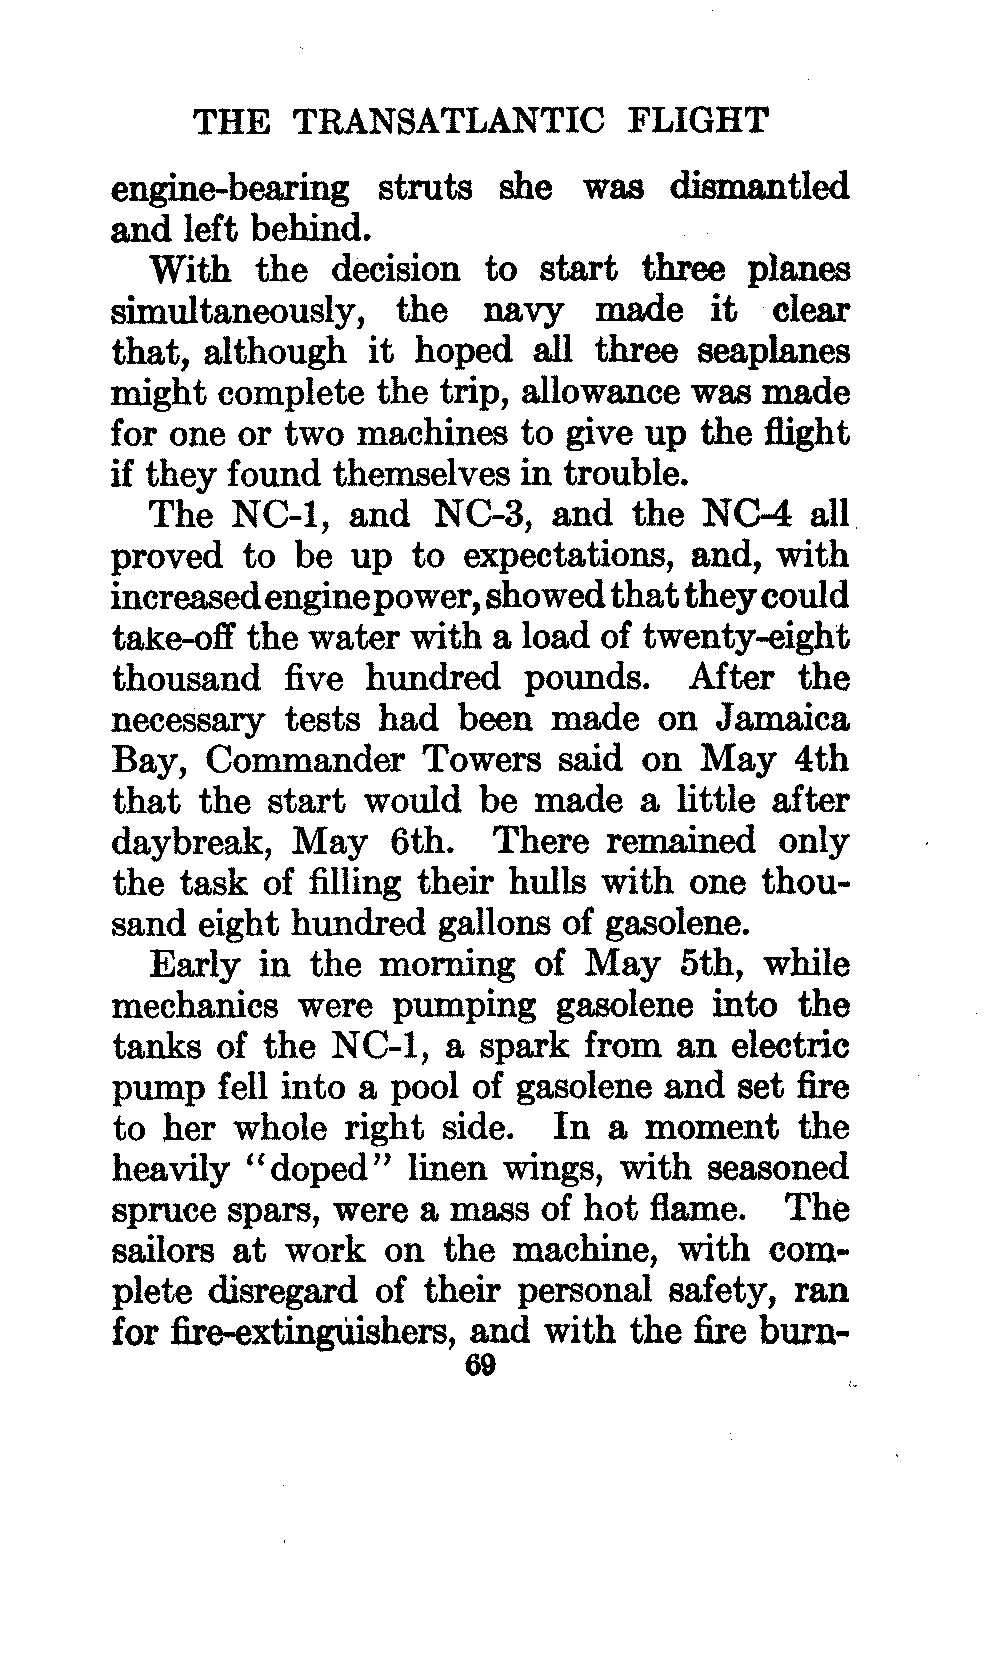 THE TRANSATLANTIC FLIGHT
engine-bearing struts she was dismantled
and left behind.
With the decision to start three planes
simultaneously, the navy made it clear
that, although it hoped all three seaplanes
might complete the trip, allowance was made
for one or two machines to give up the flight
if they found themselves in trouble.
The NC-1, and NC-3, and the NC-4 all
proved to be up to expectations, and, with
increased engine power, showed that they could
take-off the water with a load of twenty-eight
thousand five hundred pounds. After the
necessary tests had been made on Jamaica
Bay, Commander Towers said on May 4th
that the start would be made a little after
daybreak, May 6th. There remained only
the task of filling their hulls with one thou-
sand eight hundred gallons of gasolene.
Early in the morning of May 5th, while
mechanics were pumping gasolene into the
tanks of the NC-1, a spark from an electric
pump fell into a pool of gasolene and set fire
to her whole right side. In a moment the
heavily "doped" linen wings, with seasoned
spruce spars, were a mass of hot flame. The
sailors at work on the machine, with com-
plete disregard of their personal safety, ran
for fire-extinguishers, and with the fire burn-
69